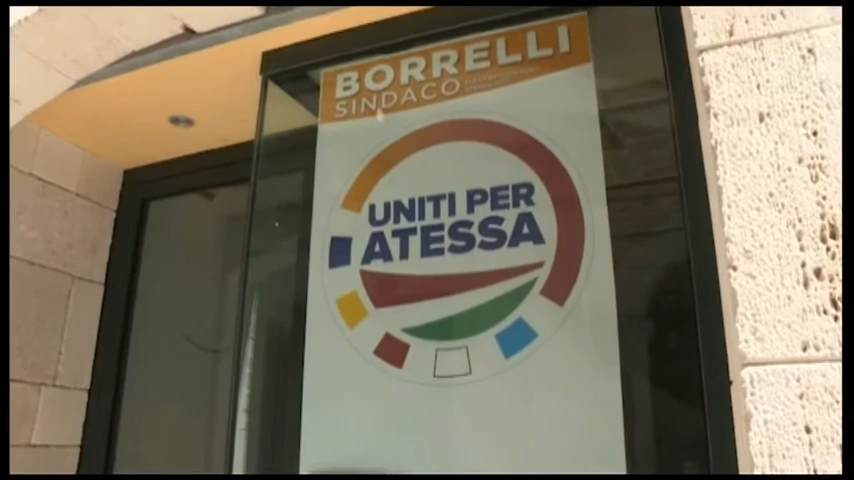 BORRELLI
SINDACO
UNITI PER
ATESSA